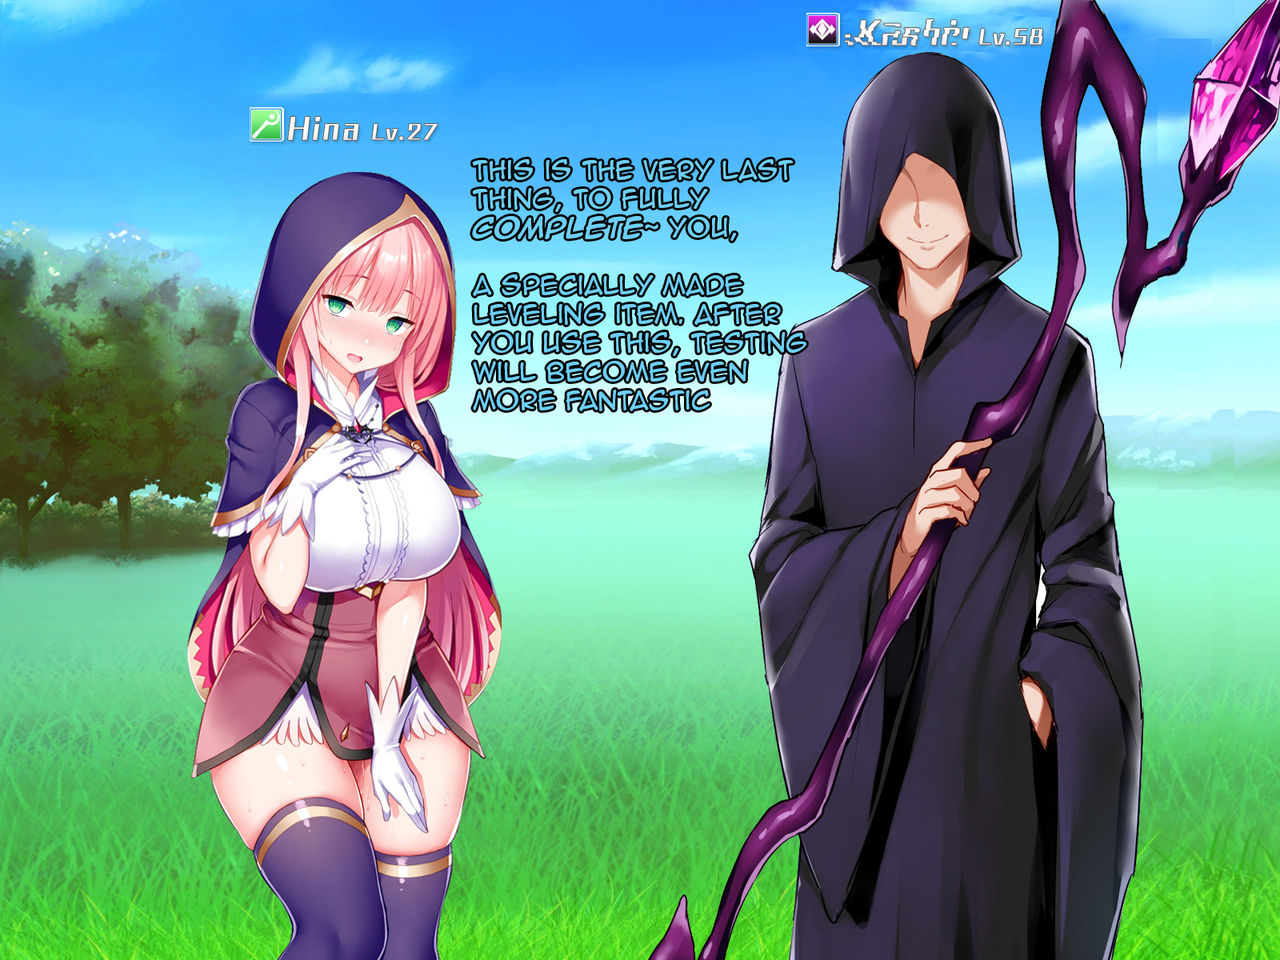 Lv.58
Hina Lv.27
THIS IS THE VERY LAST
THING, TO FULLY
COMPLETE~ YOU,
A SPECIALLY MADE
LEVELING ITEM. AFTER
YOU USE THIS, TESTING
WILL BECOME EVEN
MORE FANTASTIC